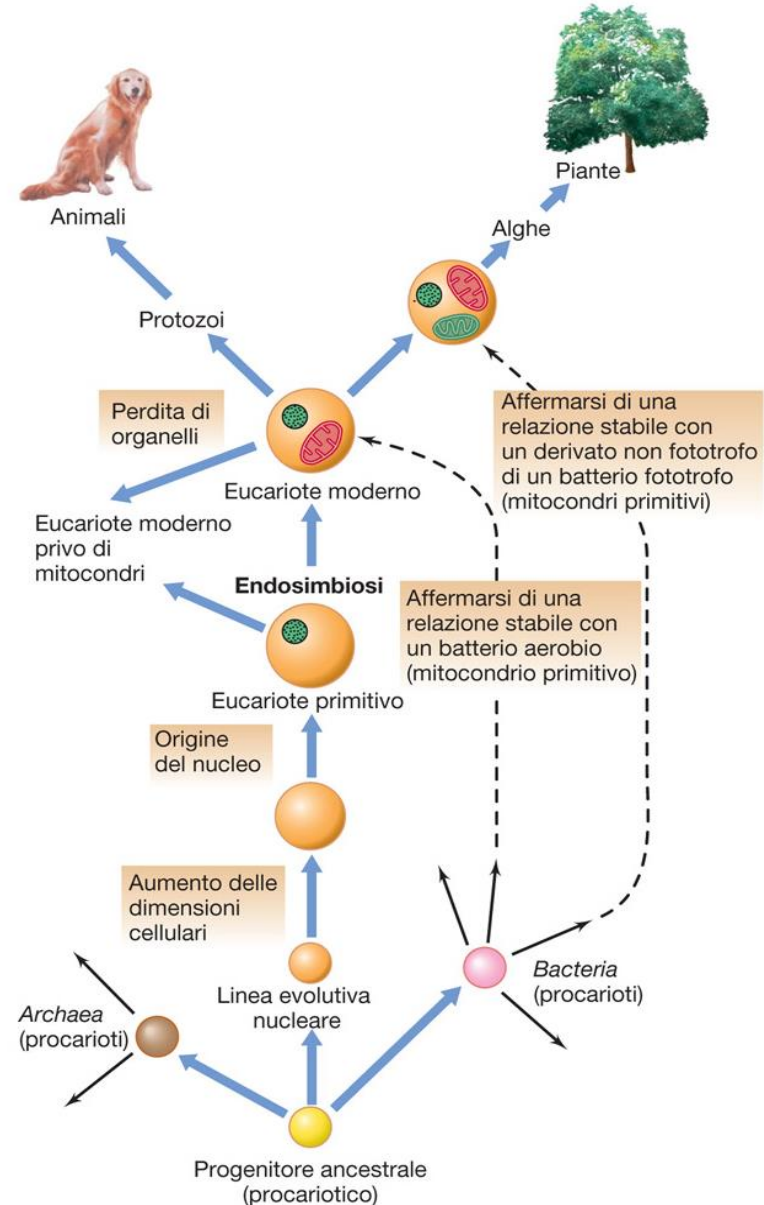 Piante
Animali
Alghe
Protozoi
Perdita di
organelli
Affermarsi di una
relazione stabile con
un derivato non fototrofo
di un batterio fototrofo
(mitocondri primitivi)
Eucariote moderno
Eucariote moderno
privo di
mitocondri
Endosimbiosi
Affermarsi di una
relazione stabile con
un batterio aerobio
(mitocondrio primitivo)
Eucariote primitivo
Origine
del nucleo
Aumento delle
dimensioni
cellulari
Bacteria
(procarioti)
Linea evolutiva
nucleare
Archaea
(procarioti)
Progenitore ancestrale
(procariotico)